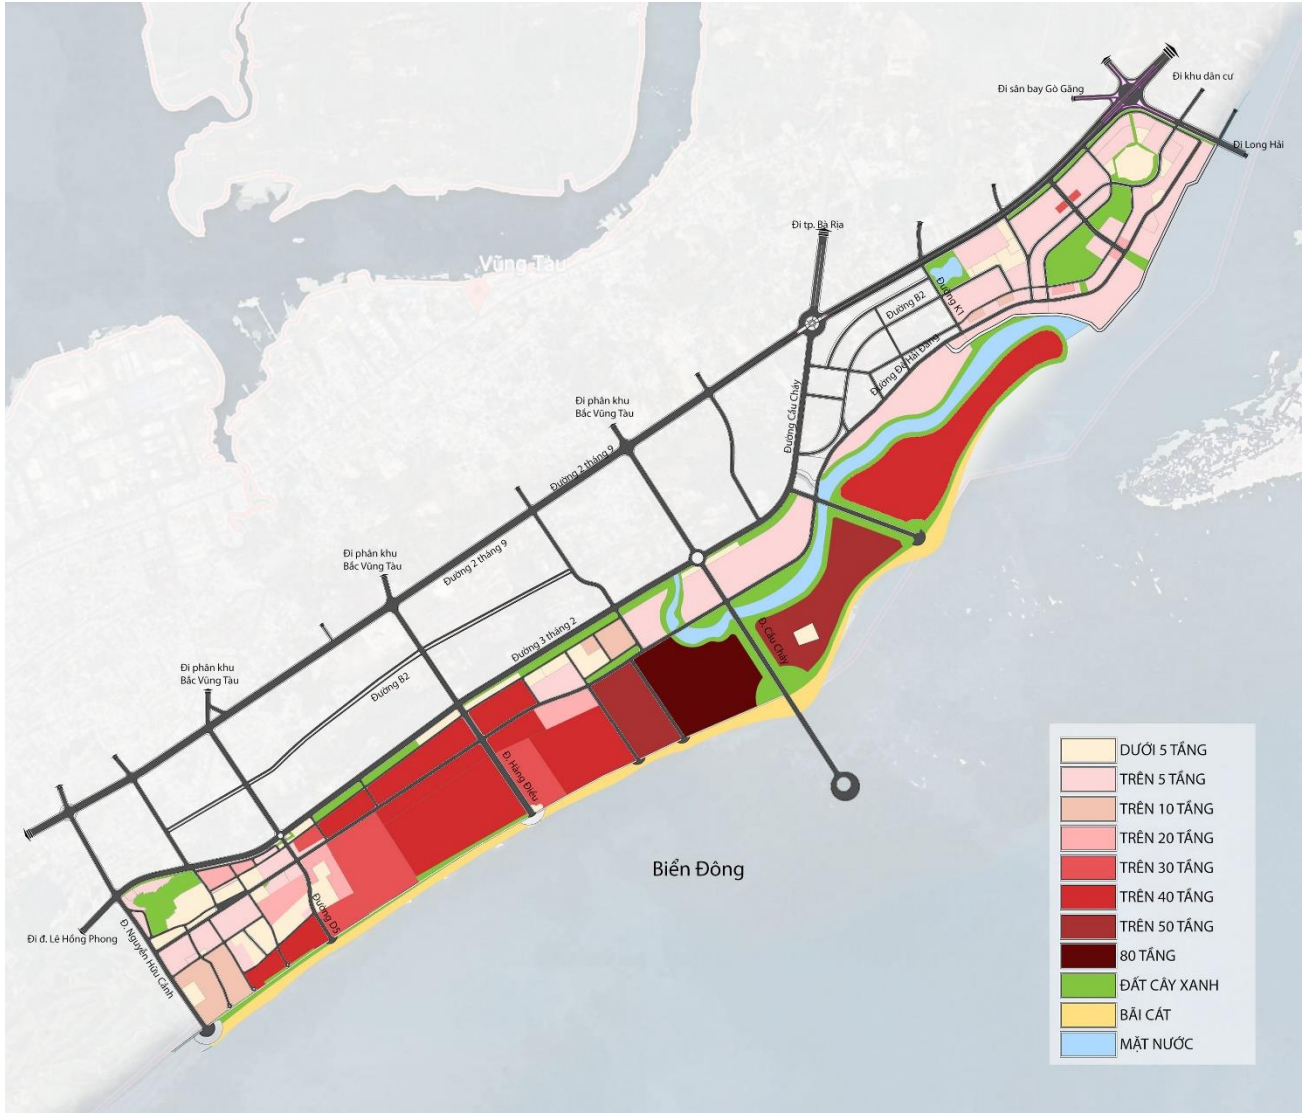 Đi khu dân cư
Đi sân bay Gò Găng
Đi Long Hải
Đi tp. Bà Rịa
Vũng Tàu
Đường K1
Đường B2
Đường Đê Hải Đăng
Đi phân khu
Bắc Vũng Tàu
Đường Cầu Cháy
Đường 2 tháng 9
Đi phân khu
Bắc Vũng Tàu
Đường 2 tháng 9
Đường 3 tháng 2
Đ. Cầu Cháy
Đi phân khu
Bắc Vũng Tàu
Đường B2
Đ. Hàng Điều
Biển Đông
Đường D5
Đi đ. Lê Hồng Phong
Đ. Nguyễn Hữu Cảnh
DƯỚI 5 TẦNG
TRÊN 5 TẦNG
TRÊN 10 TẦNG
TRÊN 20 TẦNG
TRÊN 30 TẦNG
TRÊN 40 TẦNG
TRÊN 50 TẦNG
80 TẦNG
ĐẤT CÂY XANH
BÃI CÁT
MẶT NƯỚC